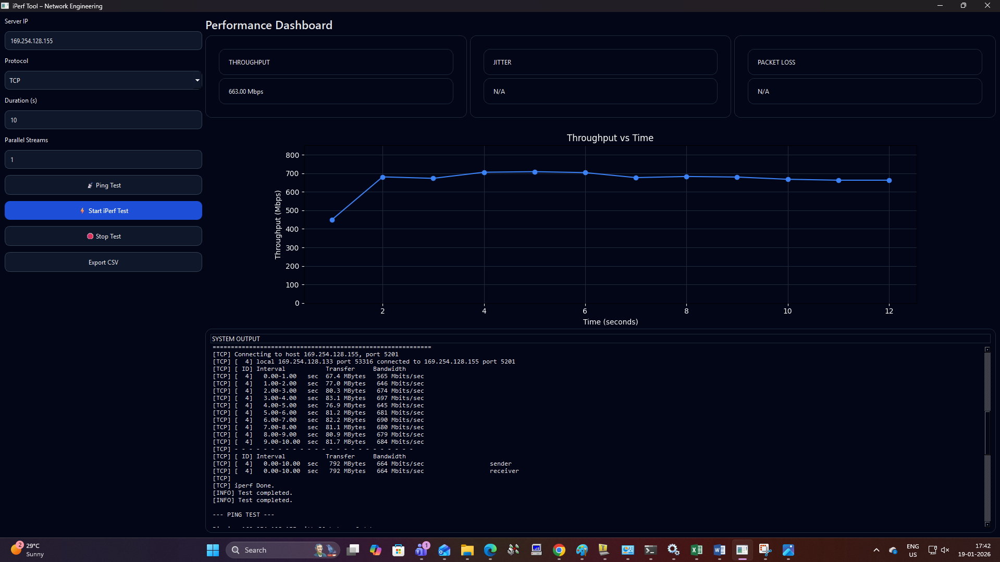 iPerf Tool – Network Engineering
Server IP
169.254.128.155
Protocol
TCP
Duration (s)
10
Parallel Streams
1
Ping Test
Start iPerf Test
Stop Test
Export CSV
Performance Dashboard
THROUGHPUT
663.00 Mbps
JITTER
N/A
PACKET LOSS
N/A
Throughput vs Time
Throughput (Mbps)
800
700
600
500
400
300
200
100
0
2 4 6 8 10 12
Time (seconds)
SYSTEM OUTPUT
============================================================
[TCP] Connecting to host 169.254.128.155, port 5201
[TCP] [  4] local 169.254.128.133 port 53316 connected to 169.254.128.155 port 5201
[TCP] [ ID] Interval           Transfer     Bandwidth
[TCP] [  4]   0.00-1.00   sec  67.4 MBytes   565 Mbits/sec
[TCP] [  4]   1.00-2.00   sec  77.0 MBytes   646 Mbits/sec
[TCP] [  4]   2.00-3.00   sec  80.3 MBytes   674 Mbits/sec
[TCP] [  4]   3.00-4.00   sec  83.1 MBytes   697 Mbits/sec
[TCP] [  4]   4.00-5.00   sec  76.9 MBytes   645 Mbits/sec
[TCP] [  4]   5.00-6.00   sec  81.2 MBytes   681 Mbits/sec
[TCP] [  4]   6.00-7.00   sec  82.2 MBytes   690 Mbits/sec
[TCP] [  4]   7.00-8.00   sec  81.1 MBytes   680 Mbits/sec
[TCP] [  4]   8.00-9.00   sec  80.9 MBytes   679 Mbits/sec
[TCP] [  4]   9.00-10.00  sec  81.7 MBytes   684 Mbits/sec
[TCP] - - - - - - - - - - - - - - - - - - - - - - - - -
[TCP] [ ID] Interval           Transfer     Bandwidth
[TCP] [  4]   0.00-10.00  sec   792 MBytes   664 Mbits/sec                  sender
[TCP] [  4]   0.00-10.00  sec   792 MBytes   664 Mbits/sec                  receiver
[TCP]
[TCP] iperf Done.
[INFO] Test completed.
[INFO] Test completed.
--- PING TEST ---
2
29°C
Sunny
Search
1
ENG
US
17:42
19-01-2026